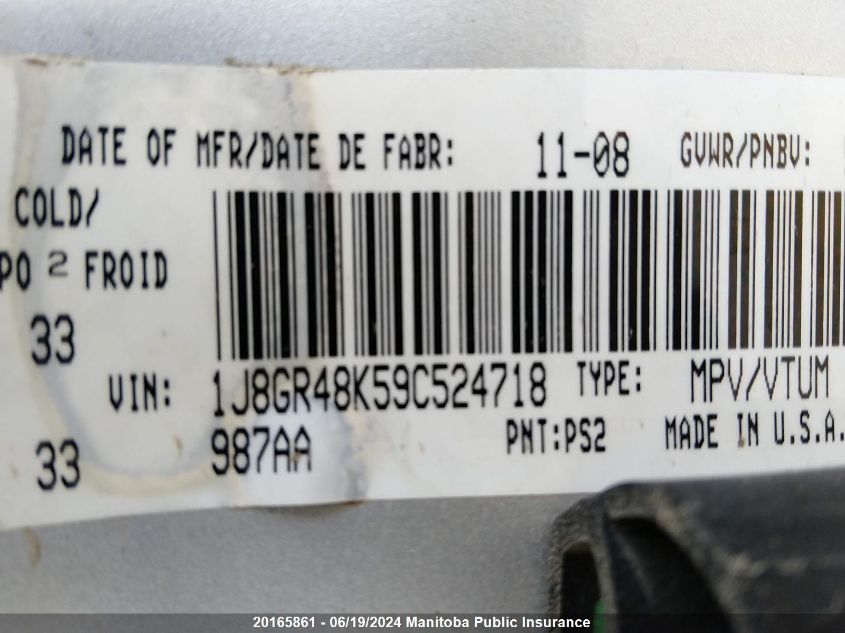 DATE OF MFR/DATE DE FABR: 11-08 GVWR/PNBV:
COLD/
PO 2 FROID
33
VIN: 1J8GR48K59C524718 TYPE: MPV/VTUM
33 987AA PNT:PS2 MADE IN U.S.A.
20165861 - 06/19/2024 Manitoba Public Insurance